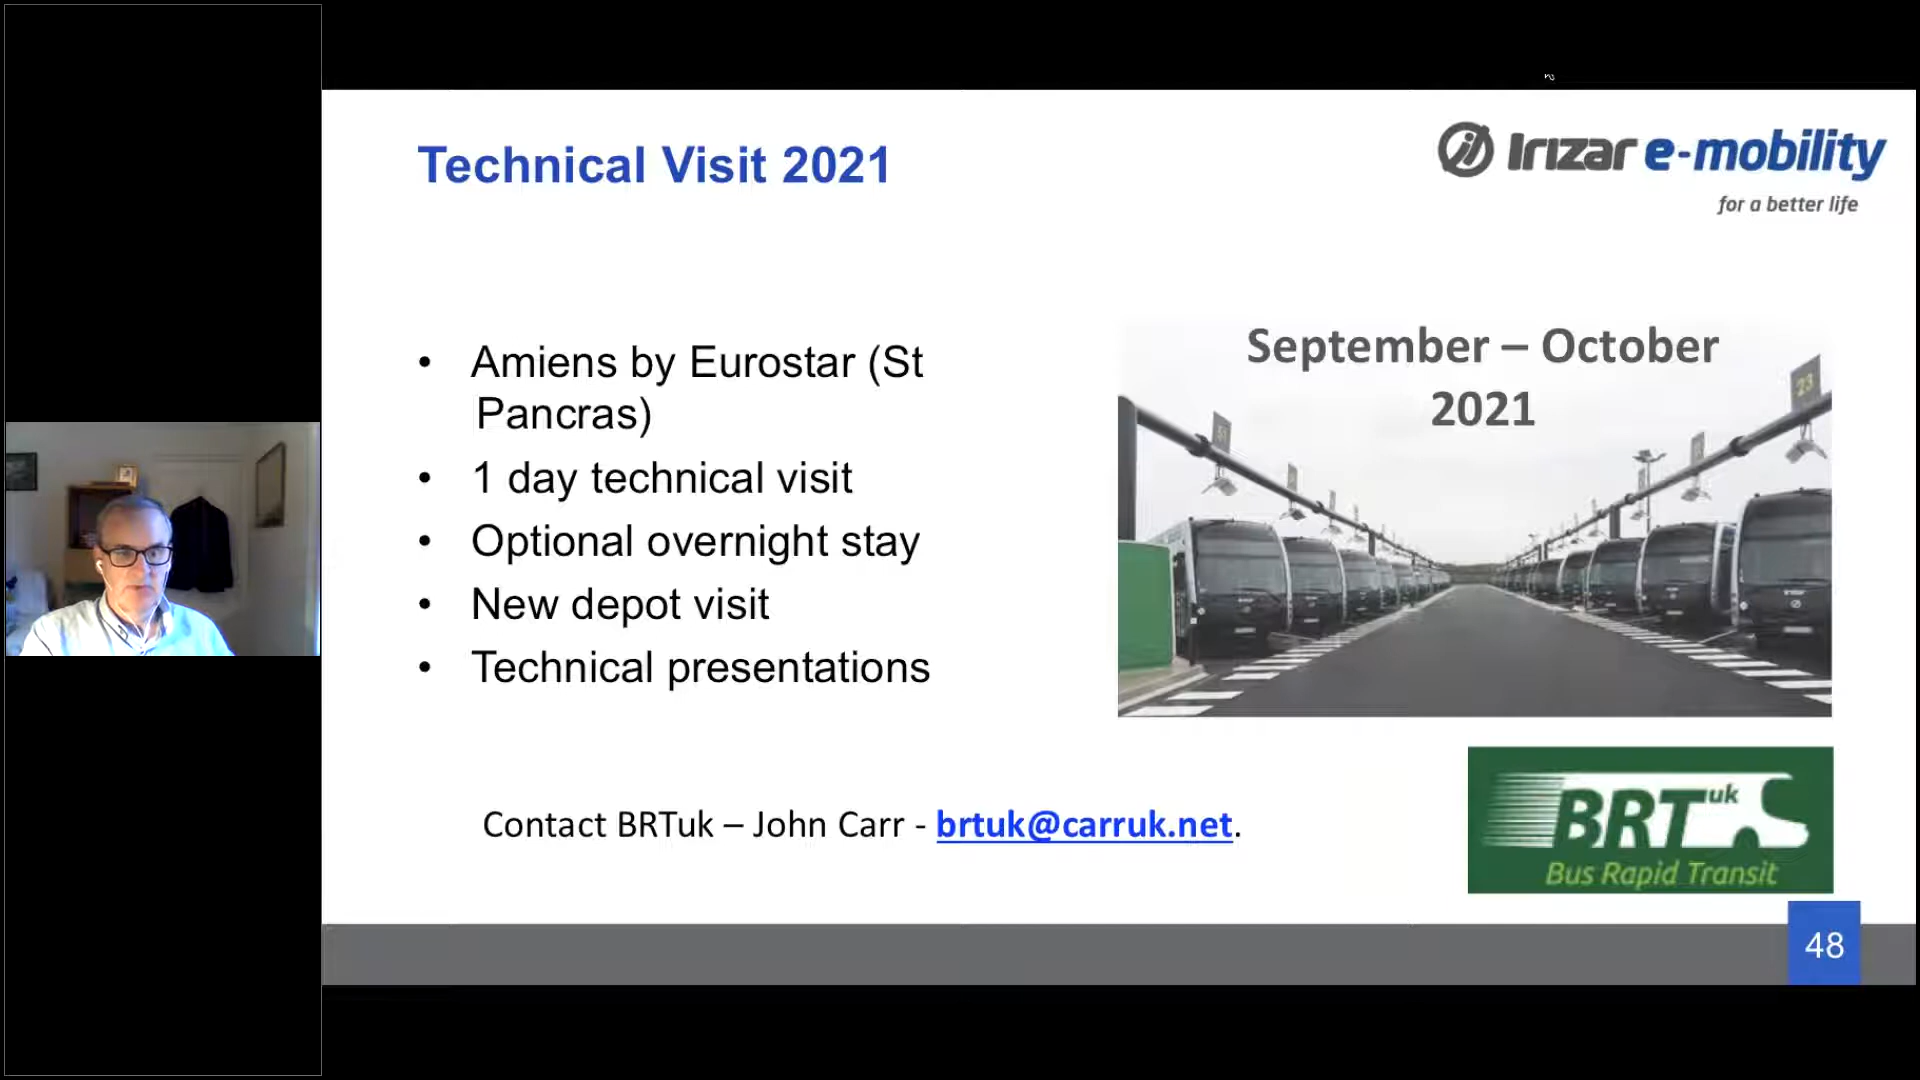 Technical Visit 2021
Irizar e-mobility
for a better life
• Amiens by Eurostar (St
Pancras)
• 1 day technical visit
• Optional overnight stay
• New depot visit
• Technical presentations
September – October
2021
23
Contact BRTuk – John Carr - brtuk@carruk.net.
BRTuk
Bus Rapid Transit
48